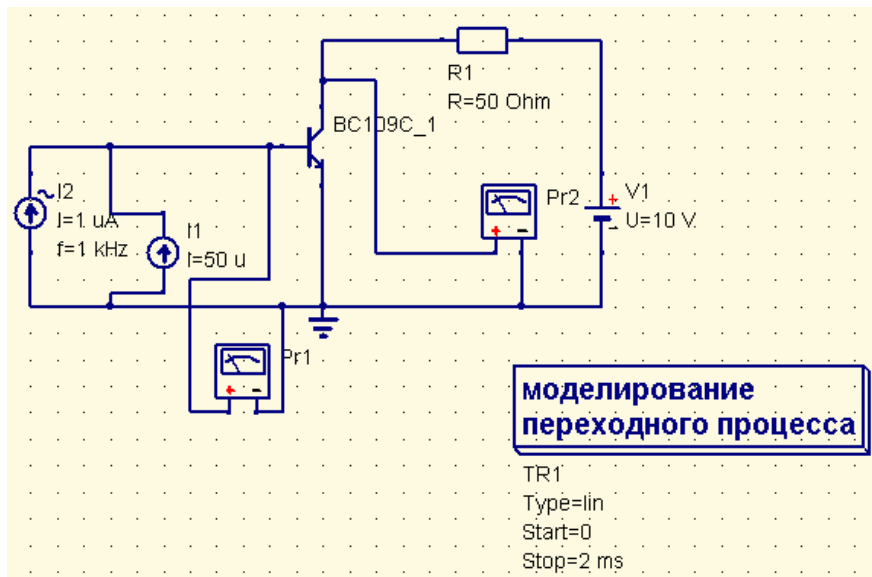 R1
R=50 Ohm
BC109C_1
I2
I=1 uA
f=1 kHz
I1
I=50 u
Pr2
V1
U=10 V
Pr1
моделирование
переходного процесса
TR1
Type=lin
Start=0
Stop=2 ms